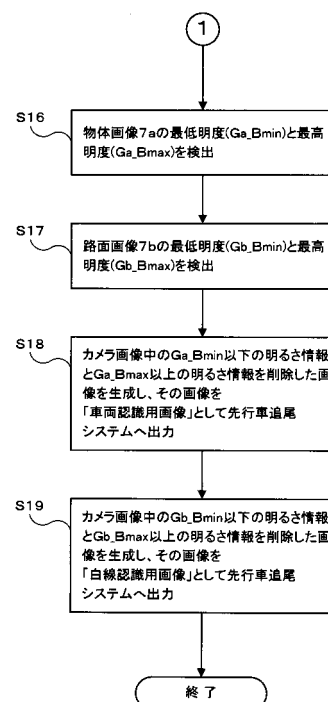 1
S16
物体画像7aの最低明度(Ga_Bmin)と最高
明度(Ga_Bmax)を検出
S17
路面画像7bの最低明度(Gb_Bmin)と最高
明度(Gb_Bmax)を検出
S18
カメラ画像中のGa_Bmin以下の明るさ情報
とGa_Bmax以上の明るさ情報を削除した画
像を生成し、その画像を
「車両認識用画像」として先行車追尾
システムへ出力
S19
カメラ画像中のGb_Bmin以下の明るさ情報
とGb_Bmax以上の明るさ情報を削除した画
像を生成し、その画像を
「白線認識用画像」として先行車追尾
システムへ出力
終了